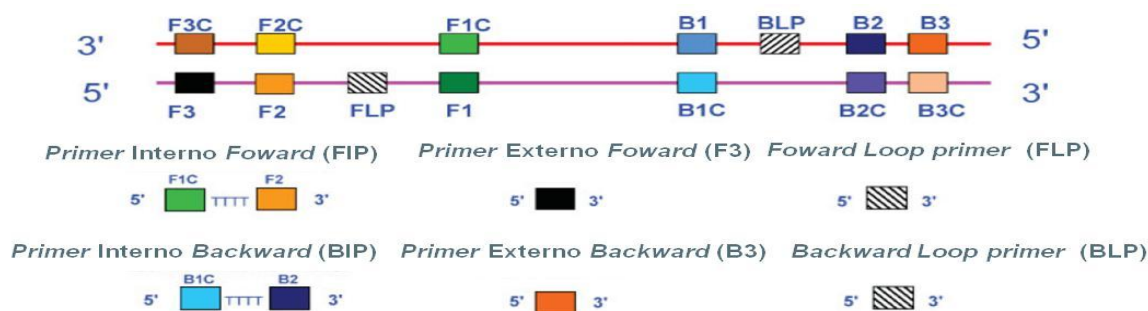 F3C F2C F1C B1 BLP B2 B3
3' 5'
5' 3'
F3 F2 FLP F1 B1C B2C B3C
Primer Interno Foward (FIP) Primer Externo Foward (F3) Foward Loop primer (FLP)
F1C F2
5' TTTT 3' 5' 3' 5' 3'
Primer Interno Backward (BIP) Primer Externo Backward (B3) Backward Loop primer (BLP)
B1C B2
5' TTTT 3' 5' 3' 5' 3'